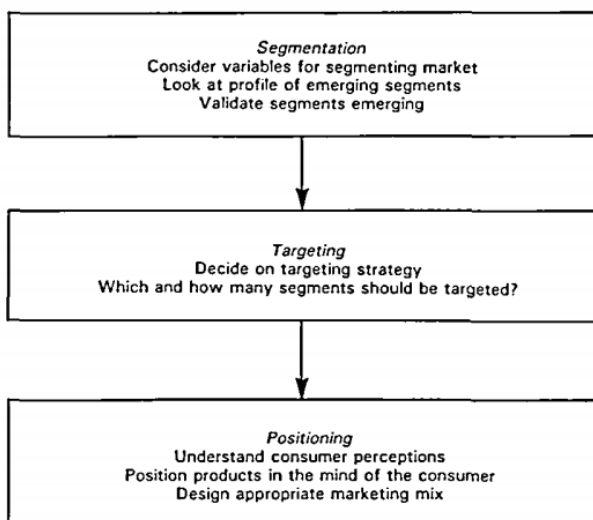 Segmentation
Consider variables for segmenting market
Look at profile of emerging segments
Validate segments emerging
Targeting
Decide on targeting strategy
Which and how many segments should be targeted?
Positioning
Understand consumer perceptions
Position products in the mind of the consumer
Design appropriate marketing mix